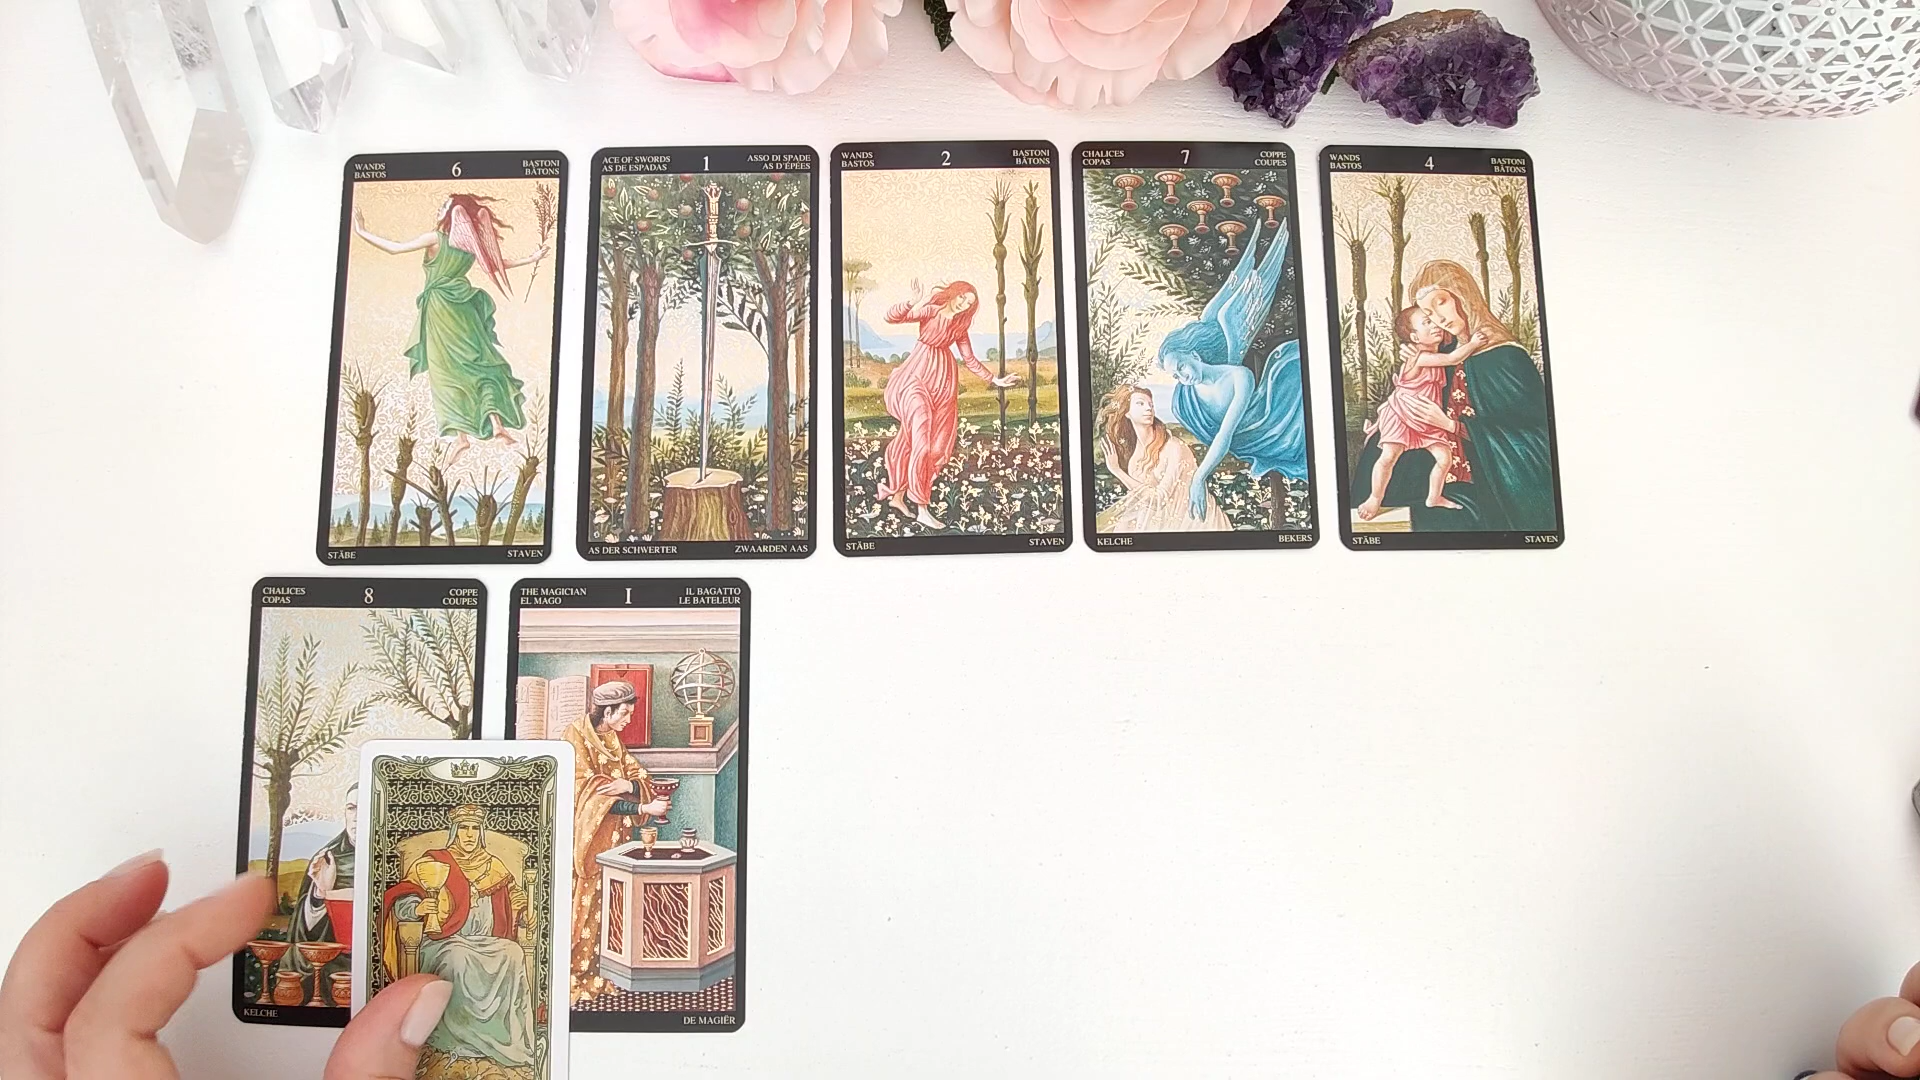 WANDS
BASTOS
6
BASTONI
BÂTONS
STÄBE
STAVEN
ACE OF SWORDS
AS DE ESPADAS
1
ASSO DI SPADE
AS D'ÉPÉES
AS DER SCHWERTER
ZWAARDEN AAS
WANDS
BASTOS
2
BASTONI
BÂTONS
STÄBE
STAVEN
CHALICES
COPAS
7
COPPE
COUPES
KELCHE
BEKERS
WANDS
BASTOS
4
BASTONI
BÂTONS
STÄBE
STAVEN
CHALICES
COPAS
8
COPPE
COUPES
KELCHE
THE MAGICIAN
EL MAGO
I
IL BAGATTO
LE BATELEUR
DE MAGIËR